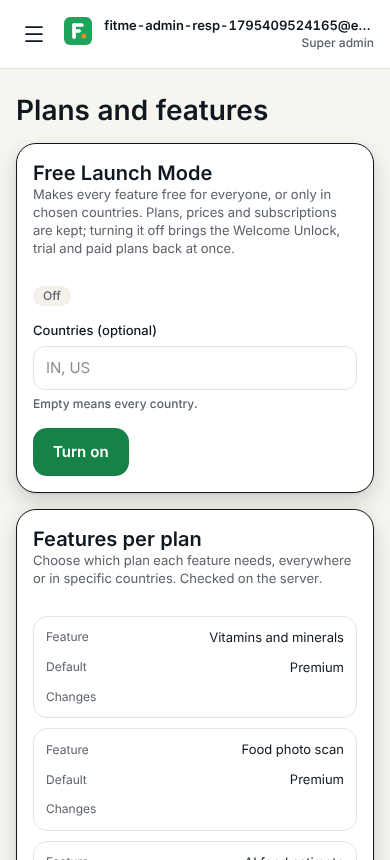 F.
fitme-admin-resp-1795409524165@e...
Super admin
Plans and features
Free Launch Mode
Makes every feature free for everyone, or only in
chosen countries. Plans, prices and subscriptions
are kept; turning it off brings the Welcome Unlock,
trial and paid plans back at once.
Off
Countries (optional)
IN, US
Empty means every country.
Turn on
Features per plan
Choose which plan each feature needs, everywhere
or in specific countries. Checked on the server.
Feature Vitamins and minerals
Default Premium
Changes
Feature Food photo scan
Default Premium
Changes